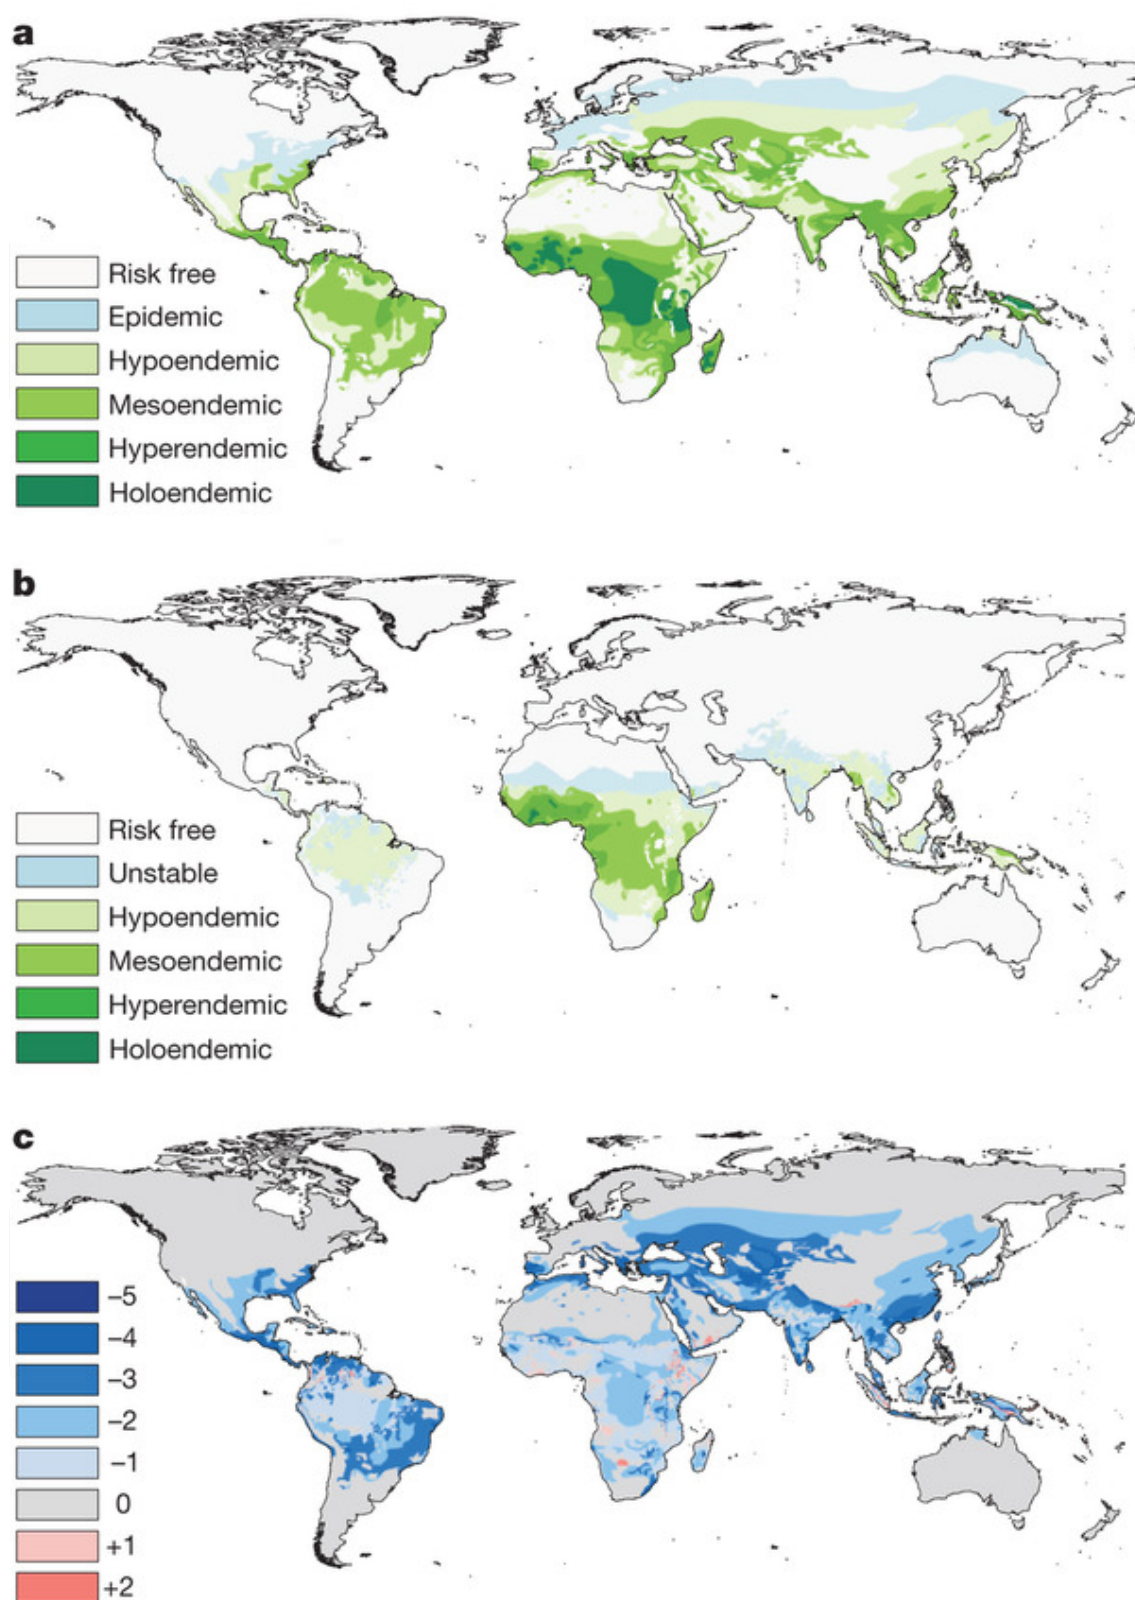 a
Risk free
Epidemic
Hypoendemic
Mesoendemic
Hyperendemic
Holoendemic
b
Risk free
Unstable
Hypoendemic
Mesoendemic
Hyperendemic
Holoendemic
c
−5
−4
−3
−2
−1
0
+1
+2